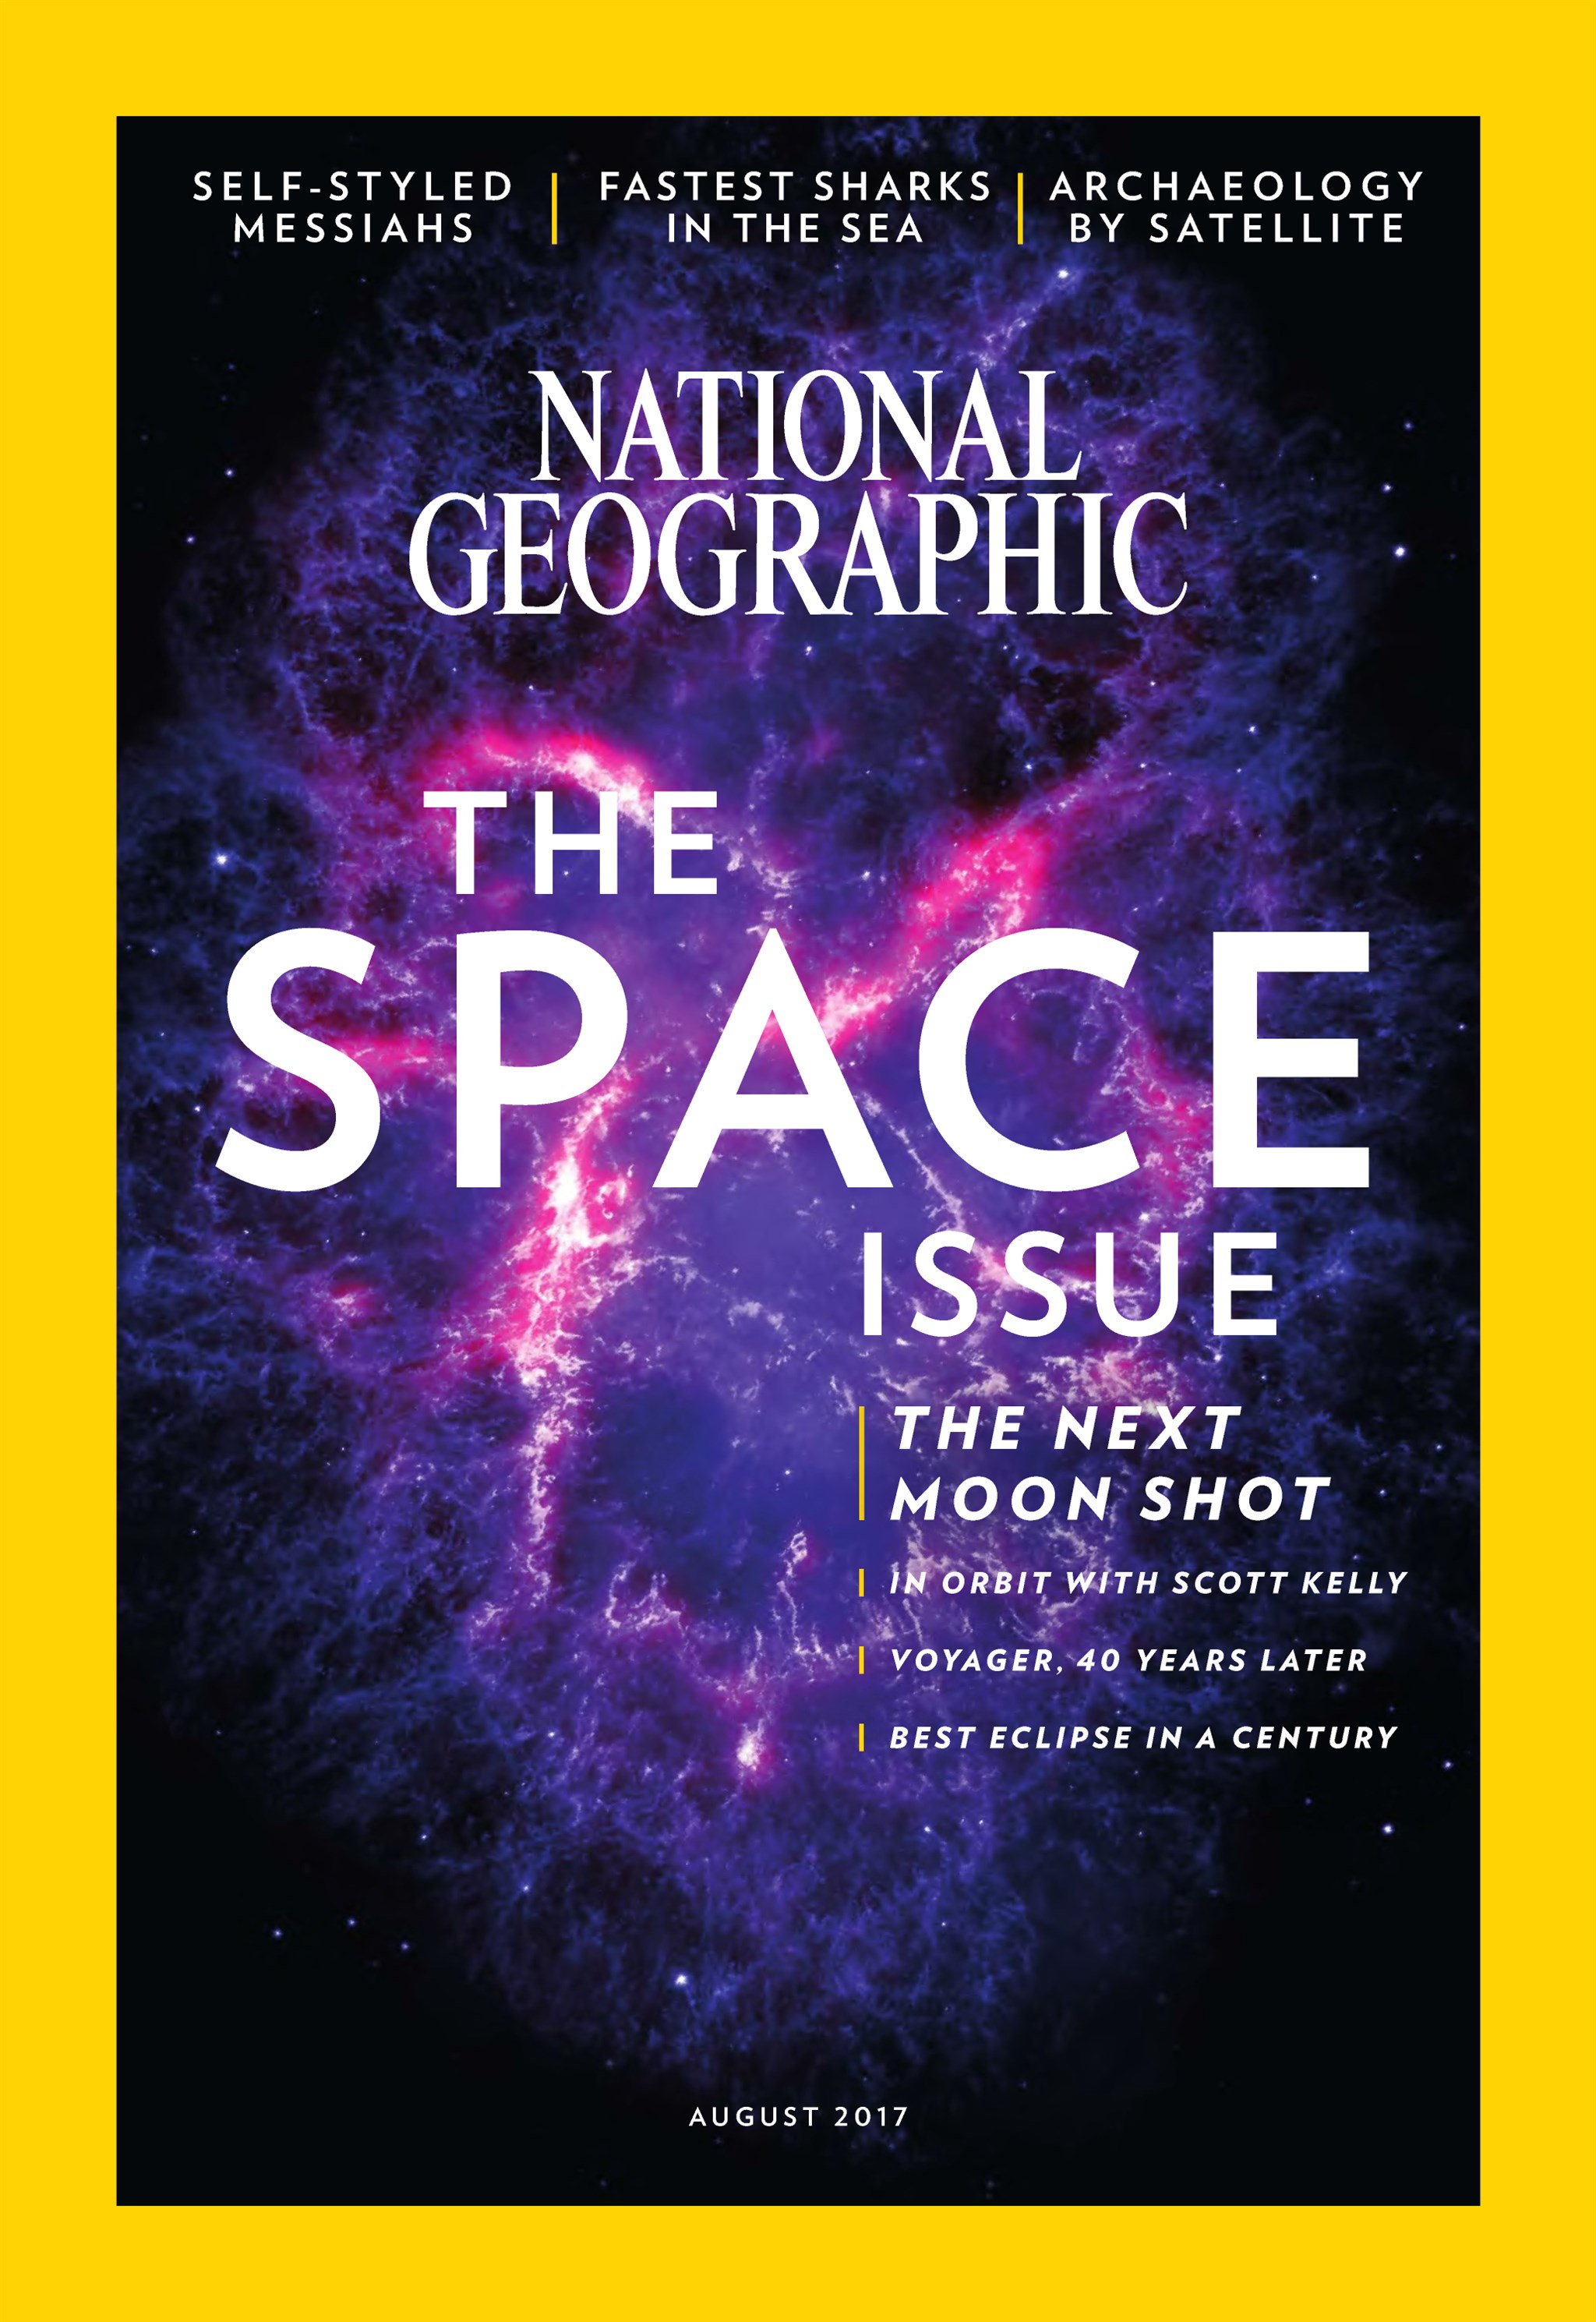 SELF-STYLED
MESSIAHS
FASTEST SHARKS
IN THE SEA
ARCHAEOLOGY
BY SATELLITE
NATIONAL
GEOGRAPHIC
THE
SPACE
ISSUE
THE NEXT
MOON SHOT
IN ORBIT WITH SCOTT KELLY
VOYAGER, 40 YEARS LATER
BEST ECLIPSE IN A CENTURY
AUGUST 2017